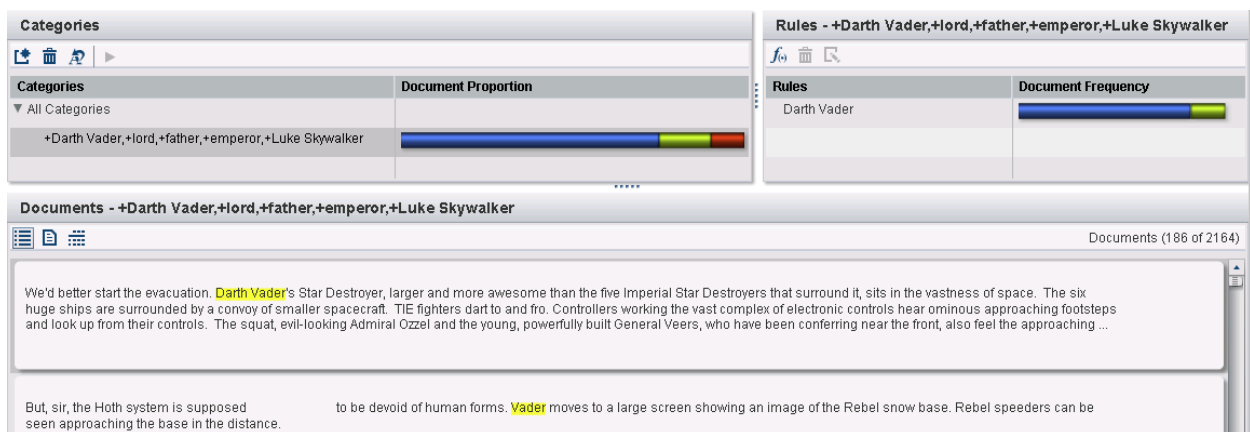 Categories
Categories Document Proportion
▼ All Categories
+Darth Vader,+lord,+father,+emperor,+Luke Skywalker
Rules - +Darth Vader,+lord,+father,+emperor,+Luke Skywalker
f(x)
Rules Document Frequency
Darth Vader
Documents - +Darth Vader,+lord,+father,+emperor,+Luke Skywalker
Documents (186 of 2164)
We'd better start the evacuation. Darth Vader's Star Destroyer, larger and more awesome than the five Imperial Star Destroyers that surround it, sits in the vastness of space. The six
huge ships are surrounded by a convoy of smaller spacecraft. TIE fighters dart to and fro. Controllers working the vast complex of electronic controls hear ominous approaching footsteps
and look up from their controls. The squat, evil-looking Admiral Ozzel and the young, powerfully built General Veers, who have been conferring near the front, also feel the approaching ...
But, sir, the Hoth system is supposed to be devoid of human forms. Vader moves to a large screen showing an image of the Rebel snow base. Rebel speeders can be
seen approaching the base in the distance.